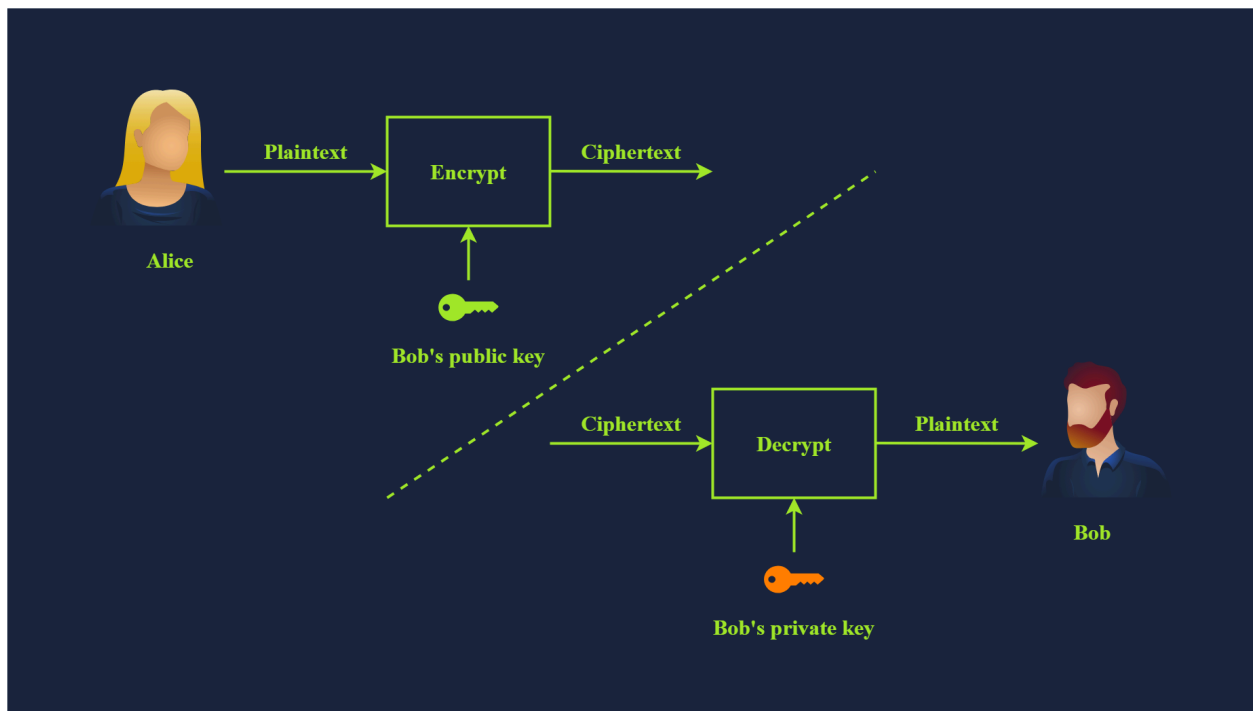 Plaintext
Encrypt
Ciphertext
Alice
Bob's public key
Ciphertext
Decrypt
Plaintext
Bob
Bob's private key